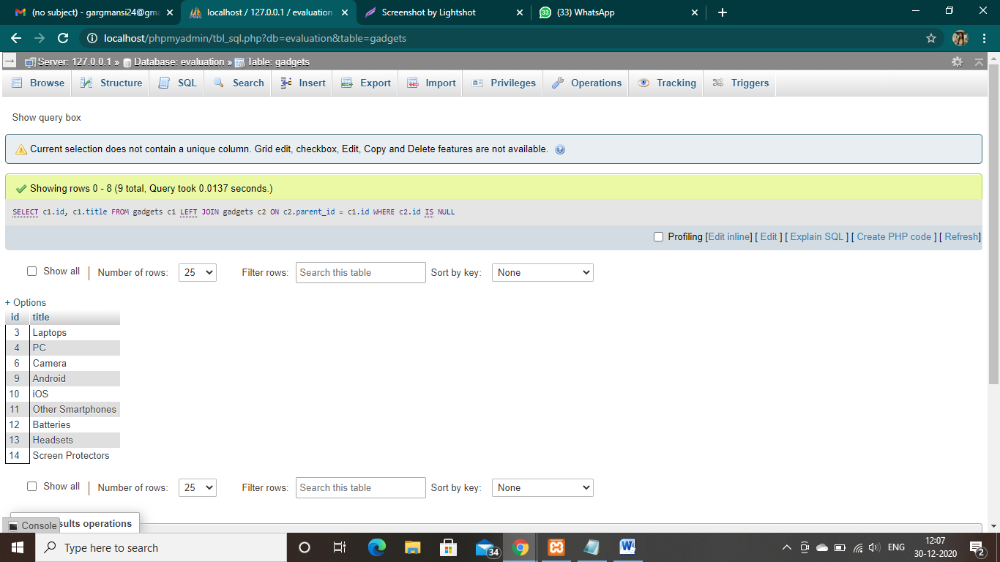 (no subject) - gargmansi24@gma
localhost / 127.0.0.1 / evaluation
Screenshot by Lightshot
33 (33) WhatsApp
localhost/phpmyadmin/tbl_sql.php?db=evaluation&table=gadgets
Server: 127.0.0.1 » Database: evaluation » Table: gadgets
Browse Structure SQL Search Insert Export Import Privileges Operations Tracking Triggers
Show query box
Current selection does not contain a unique column. Grid edit, checkbox, Edit, Copy and Delete features are not available.
Showing rows 0 - 8 (9 total, Query took 0.0137 seconds.)
SELECT c1.id, c1.title FROM gadgets c1 LEFT JOIN gadgets c2 ON c2.parent_id = c1.id WHERE c2.id IS NULL
Profiling [Edit inline] [ Edit ] [ Explain SQL ] [ Create PHP code ] [ Refresh]
Show all | Number of rows: 25 Filter rows: Search this table Sort by key: None
+ Options
id title
3 Laptops
4 PC
6 Camera
9 Android
10 iOS
11 Other Smartphones
12 Batteries
13 Headsets
14 Screen Protectors
Show all | Number of rows: 25 Filter rows: Search this table Sort by key: None
Console sults operations
Type here to search
34
ENG
12:07
30-12-2020
2